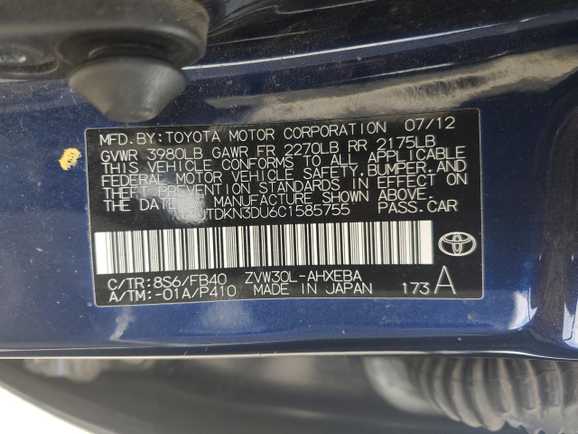 MFD. BY: TOYOTA MOTOR CORPORATION 07/12
GVWR 3980LB GAWR FR 2270LB RR 2175LB
THIS VEHICLE CONFORMS TO ALL APPLICABLE
FEDERAL MOTOR VEHICLE SAFETY, BUMPER, AND
THEFT PREVENTION STANDARDS IN EFFECT ON
THE DATE OF MANUFACTURE SHOWN ABOVE.
JTDKN3DU6C1585755 PASS.CAR
C/TR: 8S6/FB40 ZVW30L-AHXEBA
A/TM: -01A/P410 MADE IN JAPAN
173 A